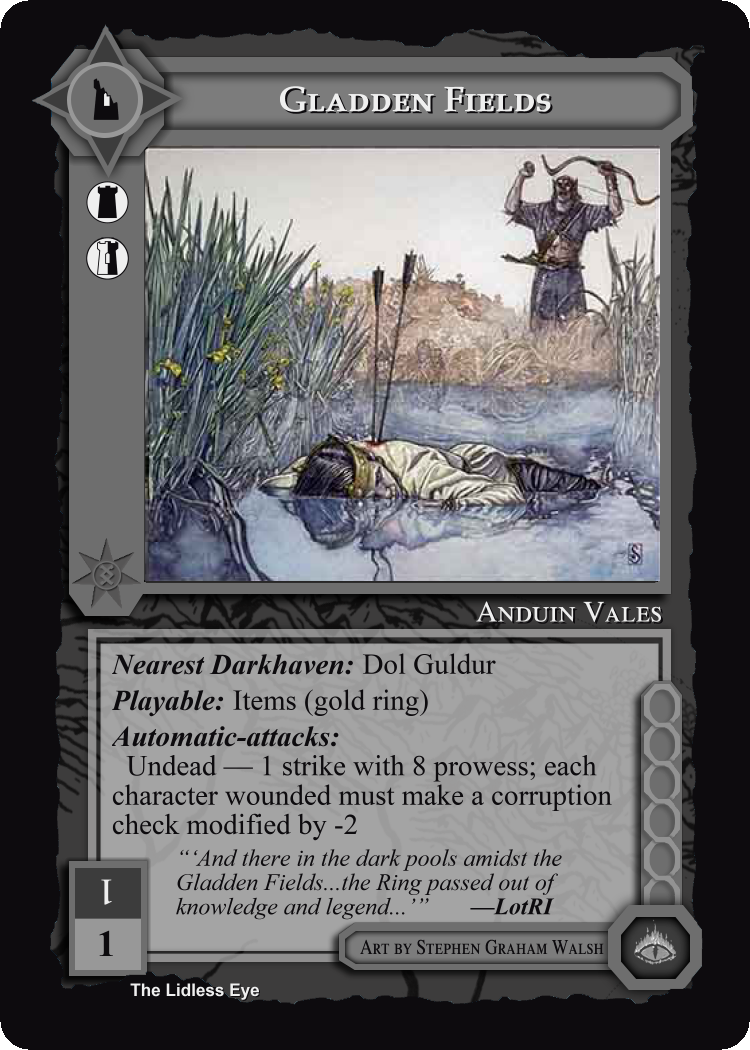 GLADDEN FIELDS
S
ANDUIN VALES
Nearest Darkhaven: Dol Guldur
Playable: Items (gold ring)
Automatic-attacks:
Undead — 1 strike with 8 prowess; each
character wounded must make a corruption
check modified by -2
“‘And there in the dark pools amidst the
Gladden Fields...the Ring passed out of
knowledge and legend...’” —LotRI
1
1
ART BY STEPHEN GRAHAM WALSH
The Lidless Eye